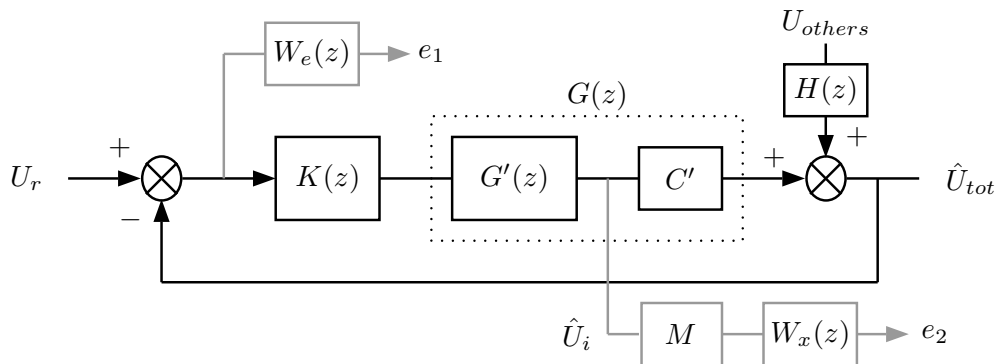 U_others
W_e(z) e_1
H(z)
G(z)
+
+
+
U_r
K(z)
G'(z)
C'
Û_tot
−
Û_i
M
W_x(z)
e_2